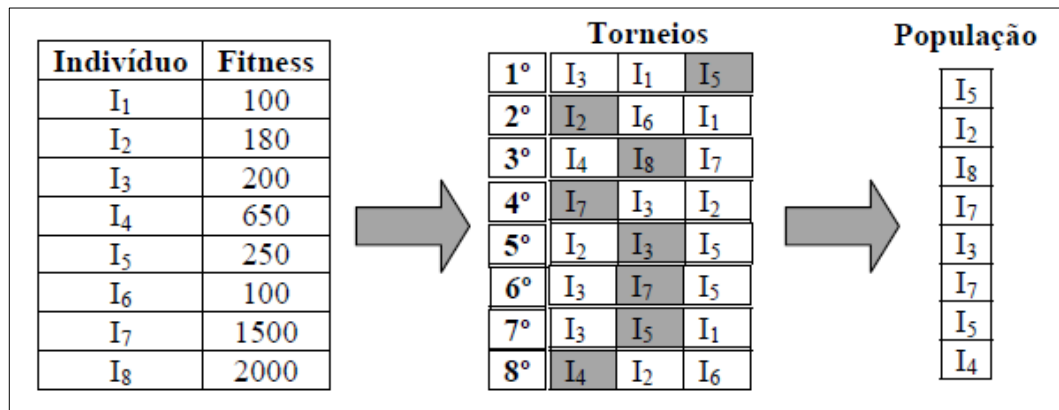 Indivíduo Fitness
I₁ 100
I₂ 180
I₃ 200
I₄ 650
I₅ 250
I₆ 100
I₇ 1500
I₈ 2000
Torneios
1º I₃ I₁ I₅
2º I₂ I₆ I₁
3º I₄ I₈ I₇
4º I₇ I₃ I₂
5º I₂ I₃ I₅
6º I₃ I₇ I₅
7º I₃ I₅ I₁
8º I₄ I₂ I₆
População
I₅
I₂
I₈
I₇
I₃
I₇
I₅
I₄